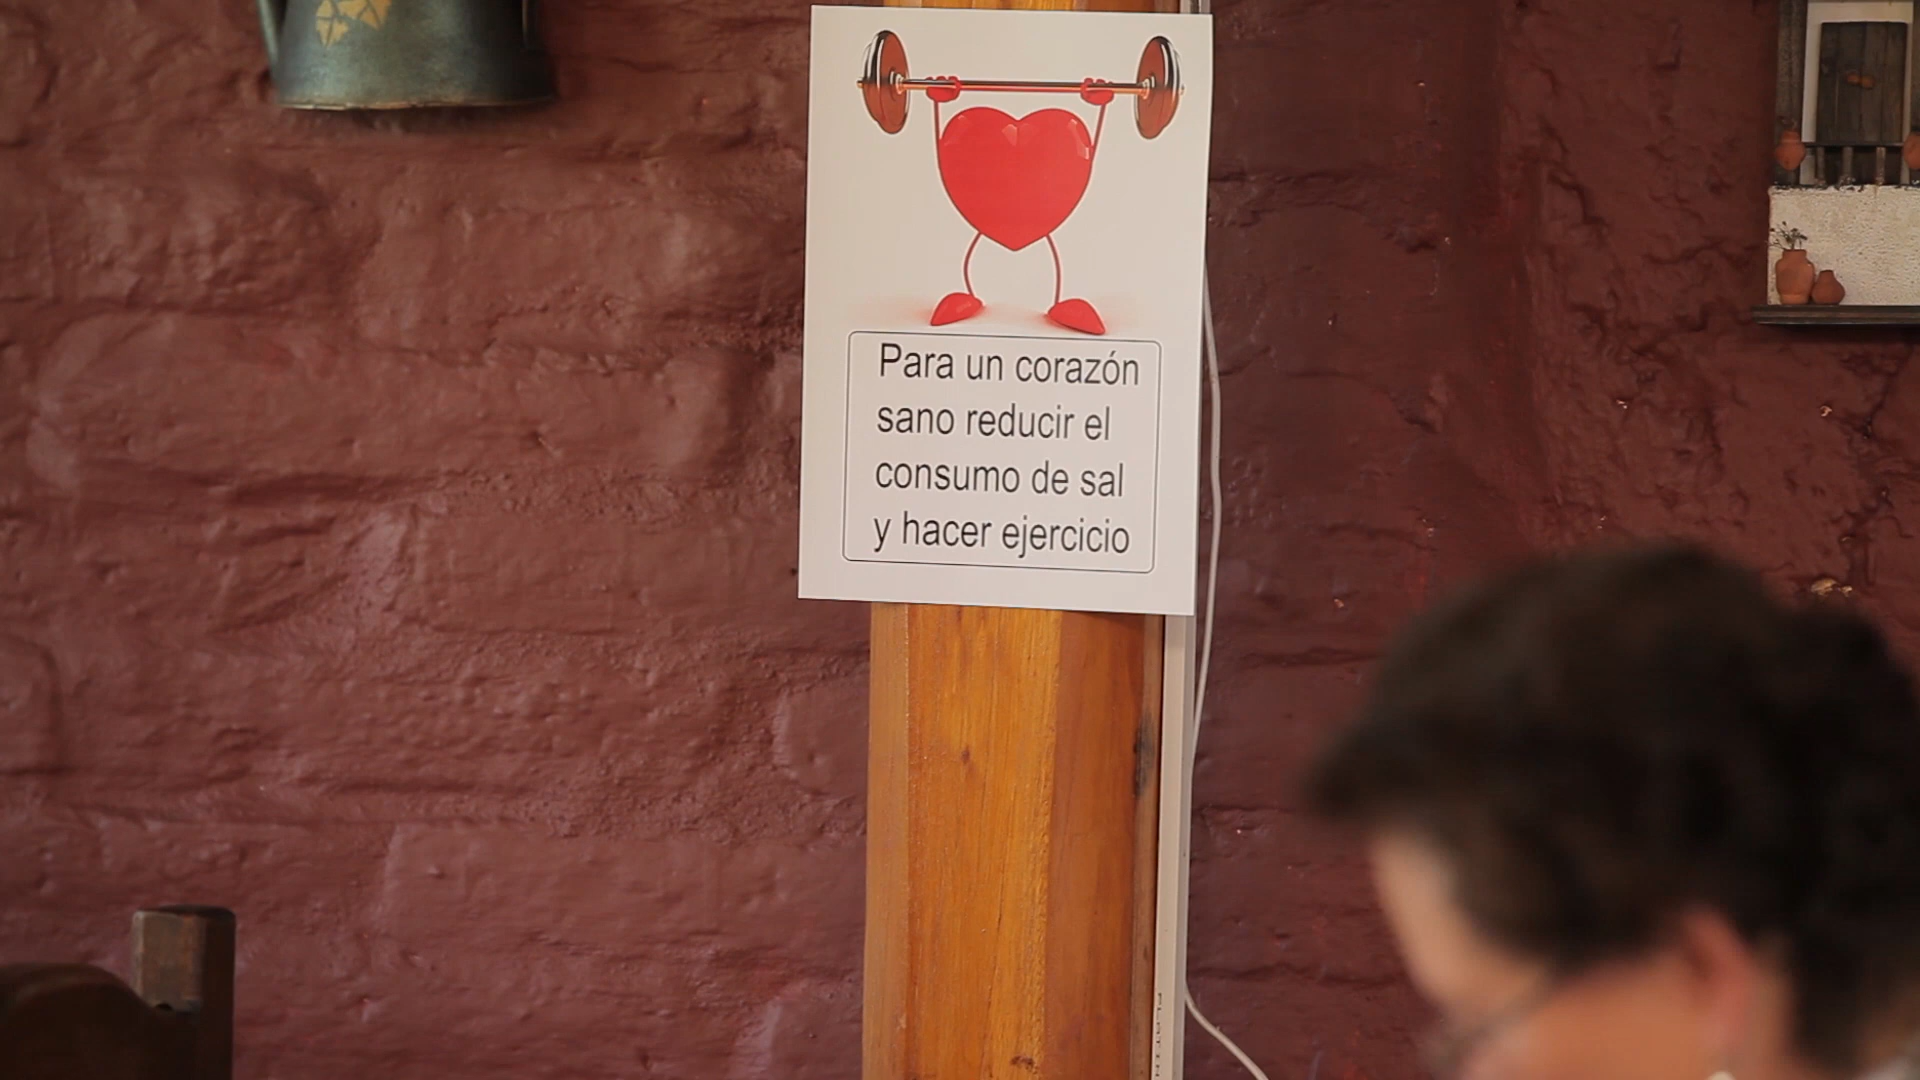 Para un corazón
sano reducir el
consumo de sal
y hacer ejercicio